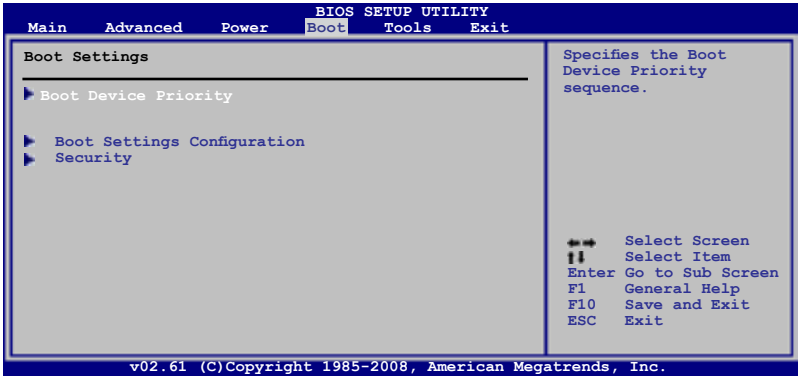 BIOS SETUP UTILITY
Main Advanced Power Boot Tools Exit
Boot Settings
Boot Device Priority
Boot Settings Configuration
Security
Specifies the Boot
Device Priority
sequence.
Select Screen
Select Item
Enter Go to Sub Screen
F1 General Help
F10 Save and Exit
ESC Exit
v02.61 (C)Copyright 1985-2008, American Megatrends, Inc.